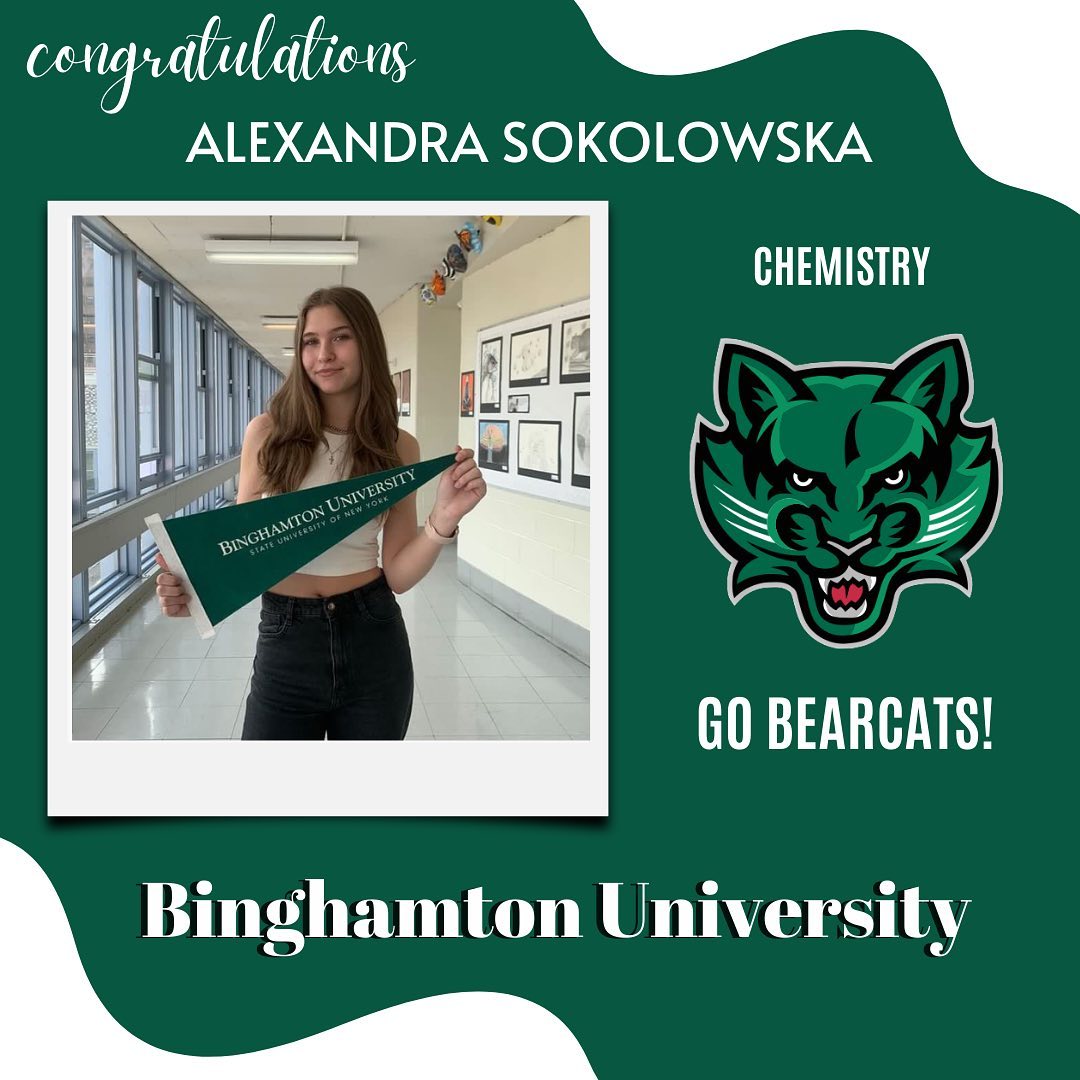 congratulations
ALEXANDRA SOKOLOWSKA
CHEMISTRY
BINGHAMTON UNIVERSITY
STATE UNIVERSITY OF NEW YORK
GO BEARCATS!
Binghamton University